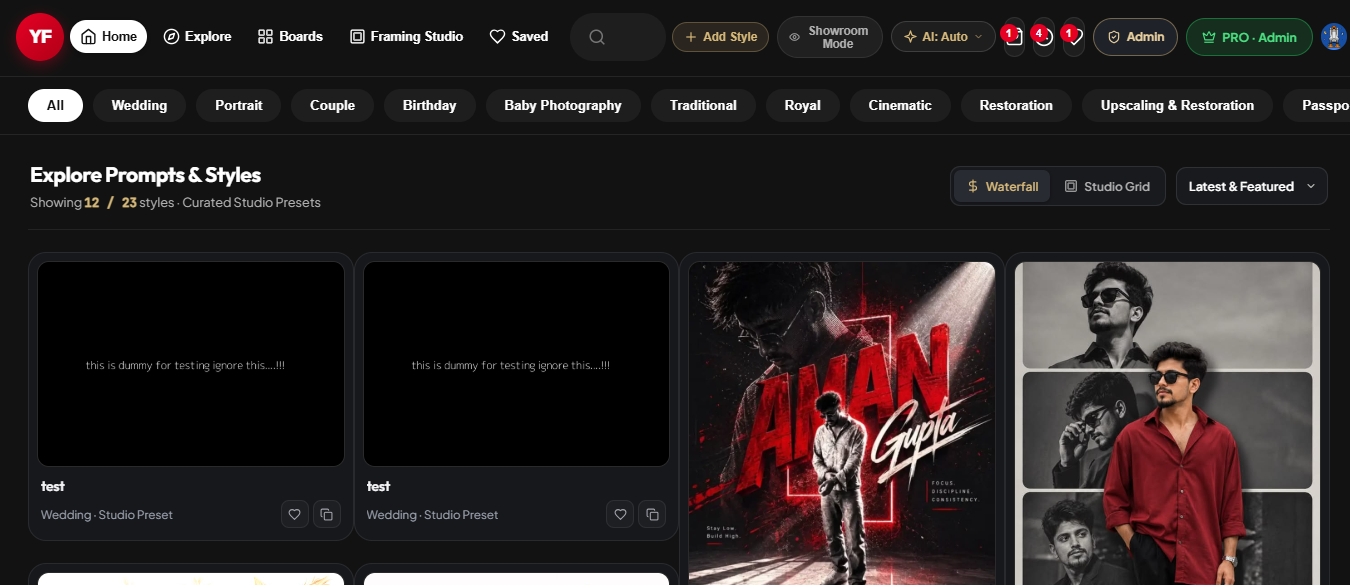 YF Home Explore Boards Framing Studio Saved + Add Style Showroom Mode AI: Auto 1 4 1 Admin PRO · Admin
All Wedding Portrait Couple Birthday Baby Photography Traditional Royal Cinematic Restoration Upscaling & Restoration Passpo
Explore Prompts & Styles
Showing 12 / 23 styles · Curated Studio Presets
$ Waterfall Studio Grid Latest & Featured
this is dummy for testing ignore this....!!!
test
Wedding · Studio Preset
this is dummy for testing ignore this....!!!
test
Wedding · Studio Preset
AMAN
Gupta
FOCUS.
DISCIPLINE.
CONSISTENCY.
Stay Low.
Build High.